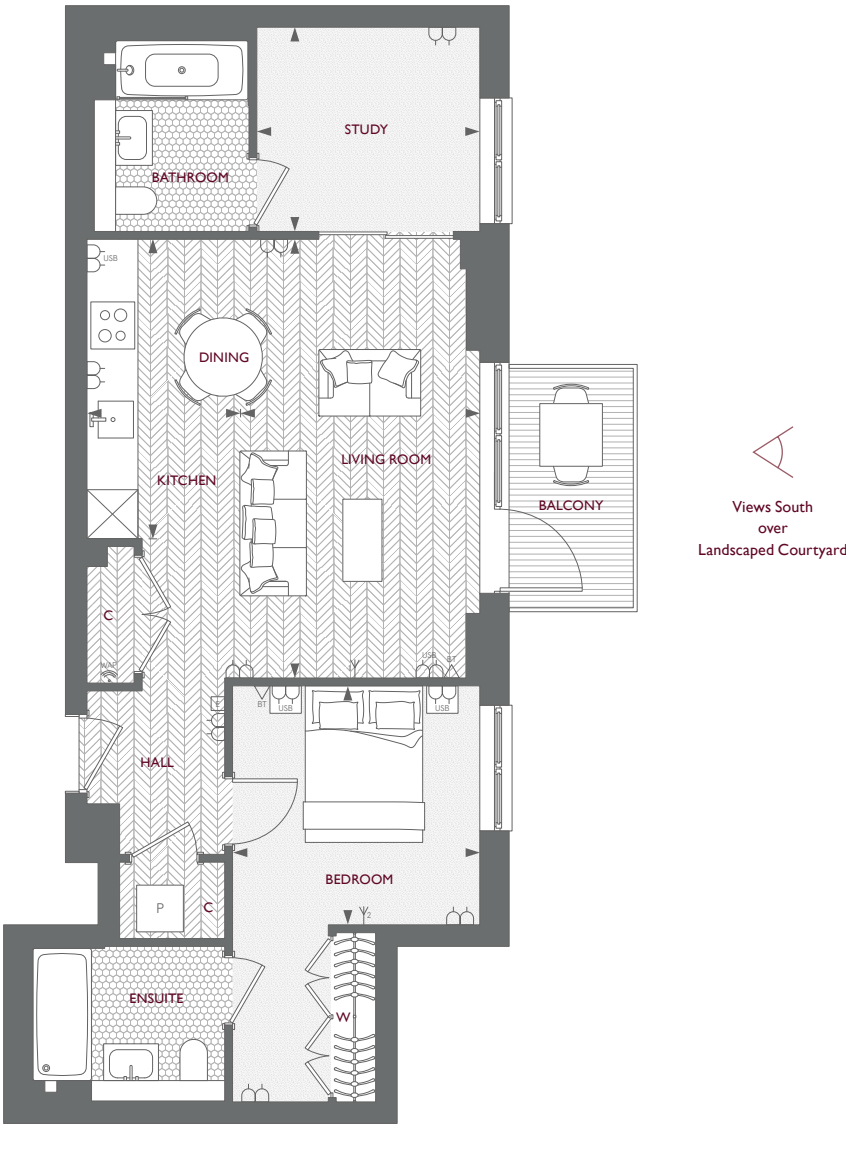 STUDY
BATHROOM
USB
DINING
LIVING ROOM
KITCHEN
BALCONY
Views South
over
Landscaped Courtyard
C
WAP
USB
BT
E
BT
USB
USB
HALL
BEDROOM
P
C
2
ENSUITE
W